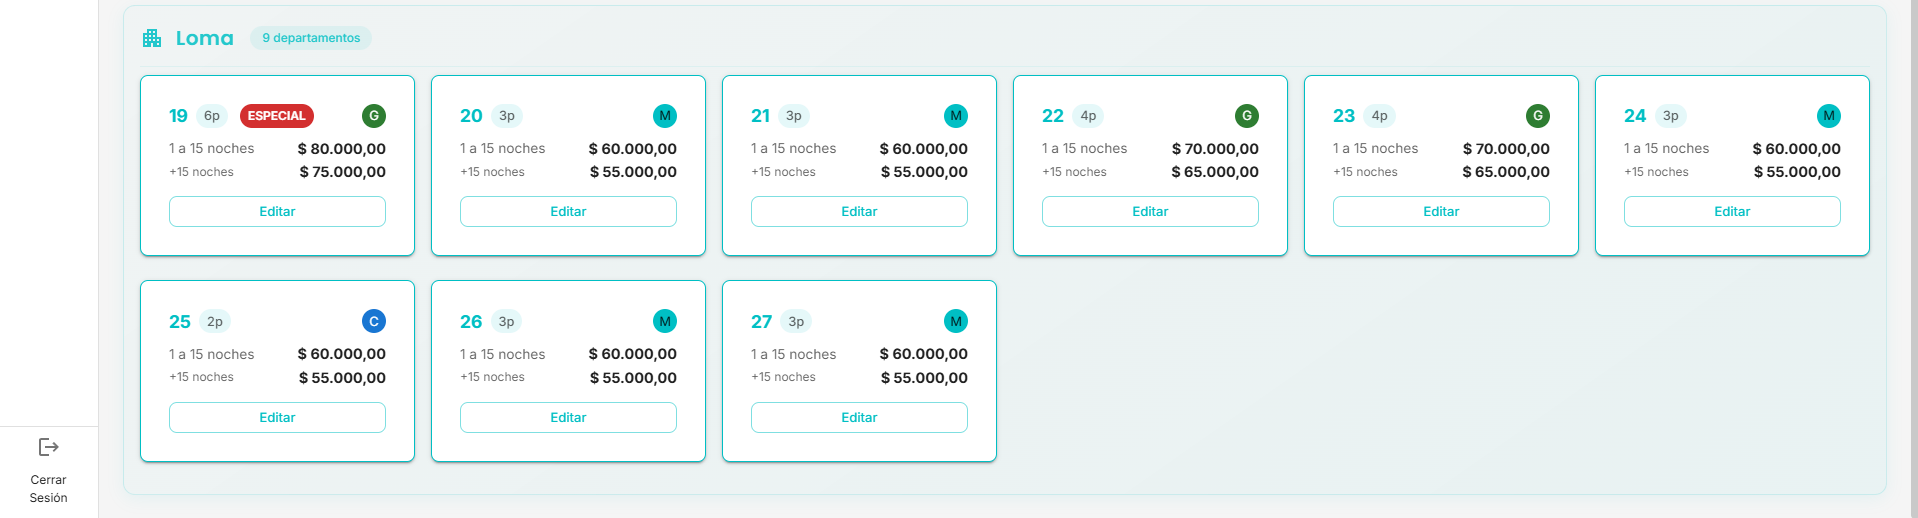 Loma 9 departamentos
19 6p ESPECIAL G
1 a 15 noches $ 80.000,00
+15 noches $ 75.000,00
Editar
20 3p M
1 a 15 noches $ 60.000,00
+15 noches $ 55.000,00
Editar
21 3p M
1 a 15 noches $ 60.000,00
+15 noches $ 55.000,00
Editar
22 4p G
1 a 15 noches $ 70.000,00
+15 noches $ 65.000,00
Editar
23 4p G
1 a 15 noches $ 70.000,00
+15 noches $ 65.000,00
Editar
24 3p M
1 a 15 noches $ 60.000,00
+15 noches $ 55.000,00
Editar
25 2p C
1 a 15 noches $ 60.000,00
+15 noches $ 55.000,00
Editar
26 3p M
1 a 15 noches $ 60.000,00
+15 noches $ 55.000,00
Editar
27 3p M
1 a 15 noches $ 60.000,00
+15 noches $ 55.000,00
Editar
Cerrar
Sesión